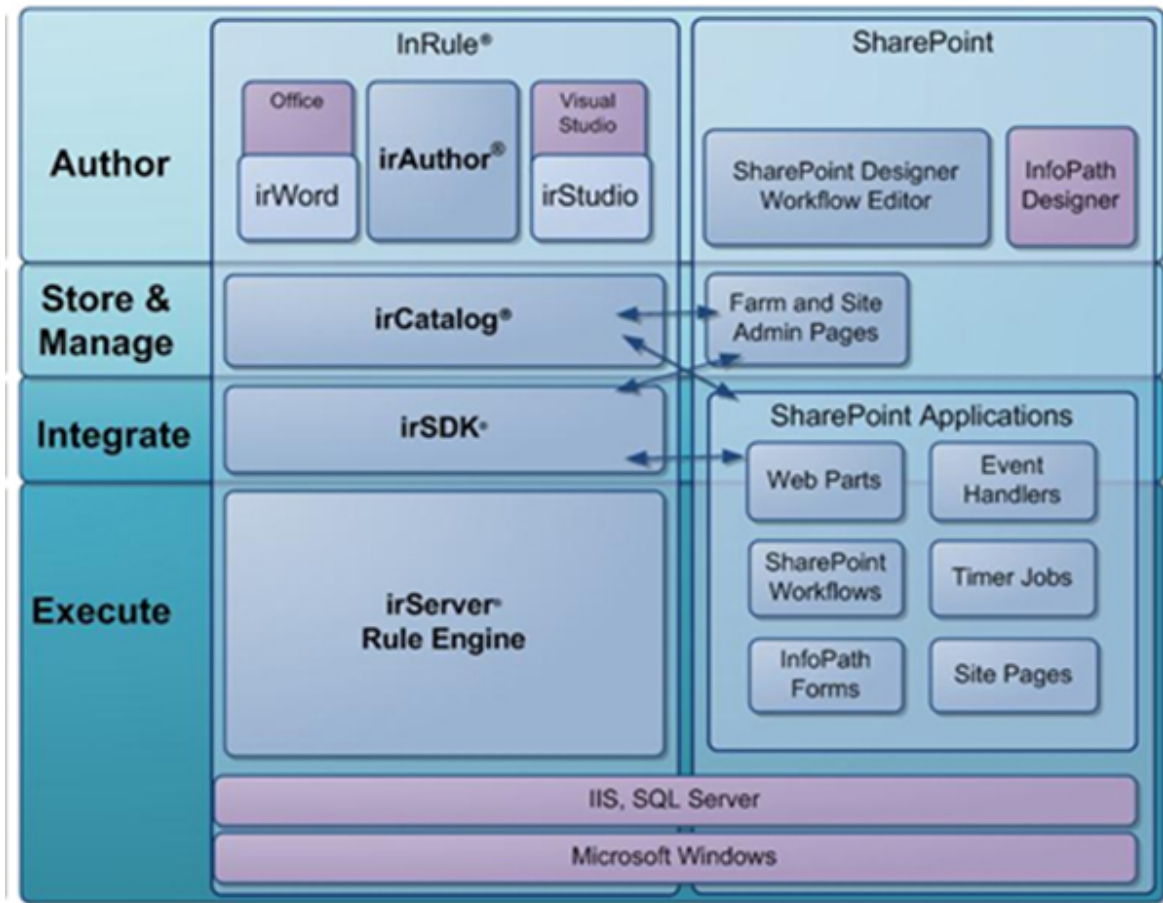 InRule®
SharePoint
Author
Office
irWord
irAuthor®
Visual
Studio
irStudio
SharePoint Designer
Workflow Editor
InfoPath
Designer
Store &
Manage
irCatalog®
Farm and Site
Admin Pages
Integrate
irSDK®
SharePoint Applications
Web Parts
Event
Handlers
Execute
irServer®
Rule Engine
SharePoint
Workflows
Timer Jobs
InfoPath
Forms
Site Pages
IIS, SQL Server
Microsoft Windows